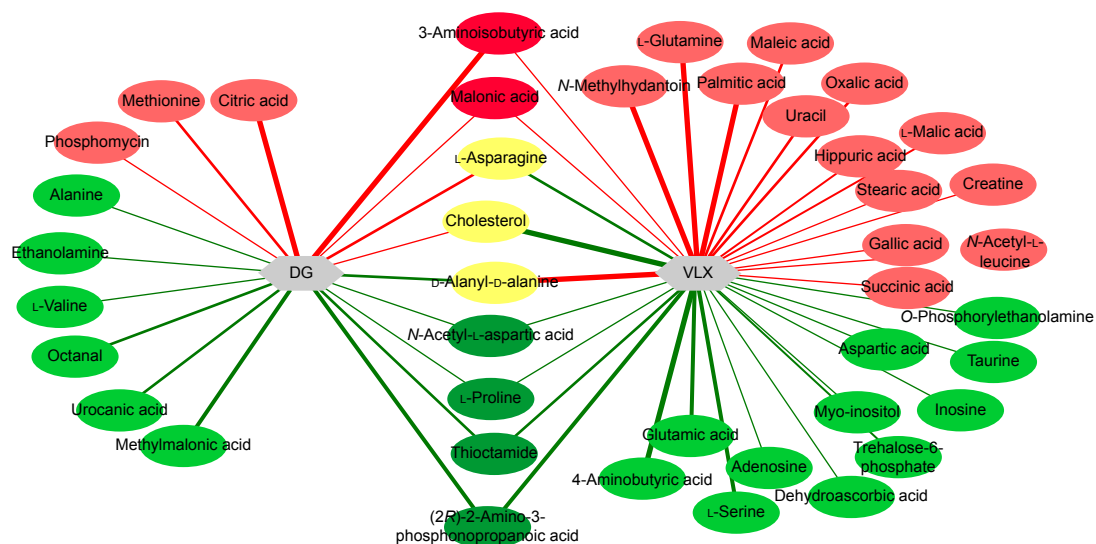 3-Aminoisobutyric acid
Malonic acid
L-Asparagine
Cholesterol
D-Alanyl-D-alanine
N-Acetyl-L-aspartic acid
L-Proline
Thioctamide
(2R)-2-Amino-3-
phosphonopropanoic acid
Methionine
Citric acid
Phosphomycin
Alanine
Ethanolamine
L-Valine
Octanal
Urocanic acid
Methylmalonic acid
DG
VLX
L-Glutamine
Maleic acid
N-Methylhydantoin
Palmitic acid
Oxalic acid
Uracil
L-Malic acid
Hippuric acid
Stearic acid
Creatine
Gallic acid
N-Acetyl-L-
leucine
Succinic acid
O-Phosphorylethanolamine
Aspartic acid
Taurine
Myo-inositol
Inosine
Glutamic acid
Trehalose-6-
phosphate
4-Aminobutyric acid
Adenosine
Dehydroascorbic acid
L-Serine